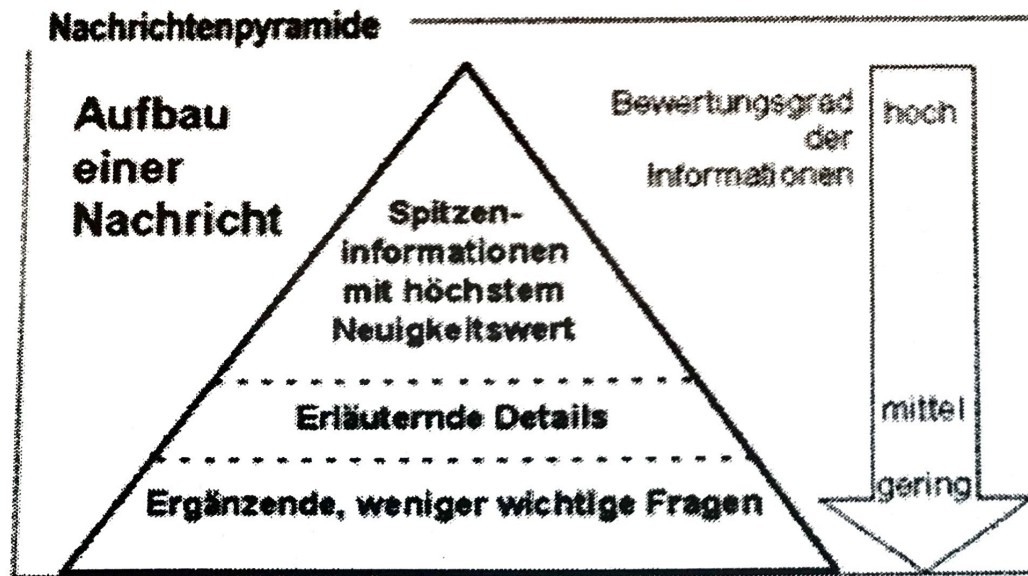 Nachrichtenpyramide
Aufbau
einer
Nachricht
Spitzen-
informationen
mit höchstem
Neuigkeitswert
Erläuternde Details
Ergänzende, weniger wichtige Fragen
Bewertungsgrad
der
Informationen
hoch
mittel
gering